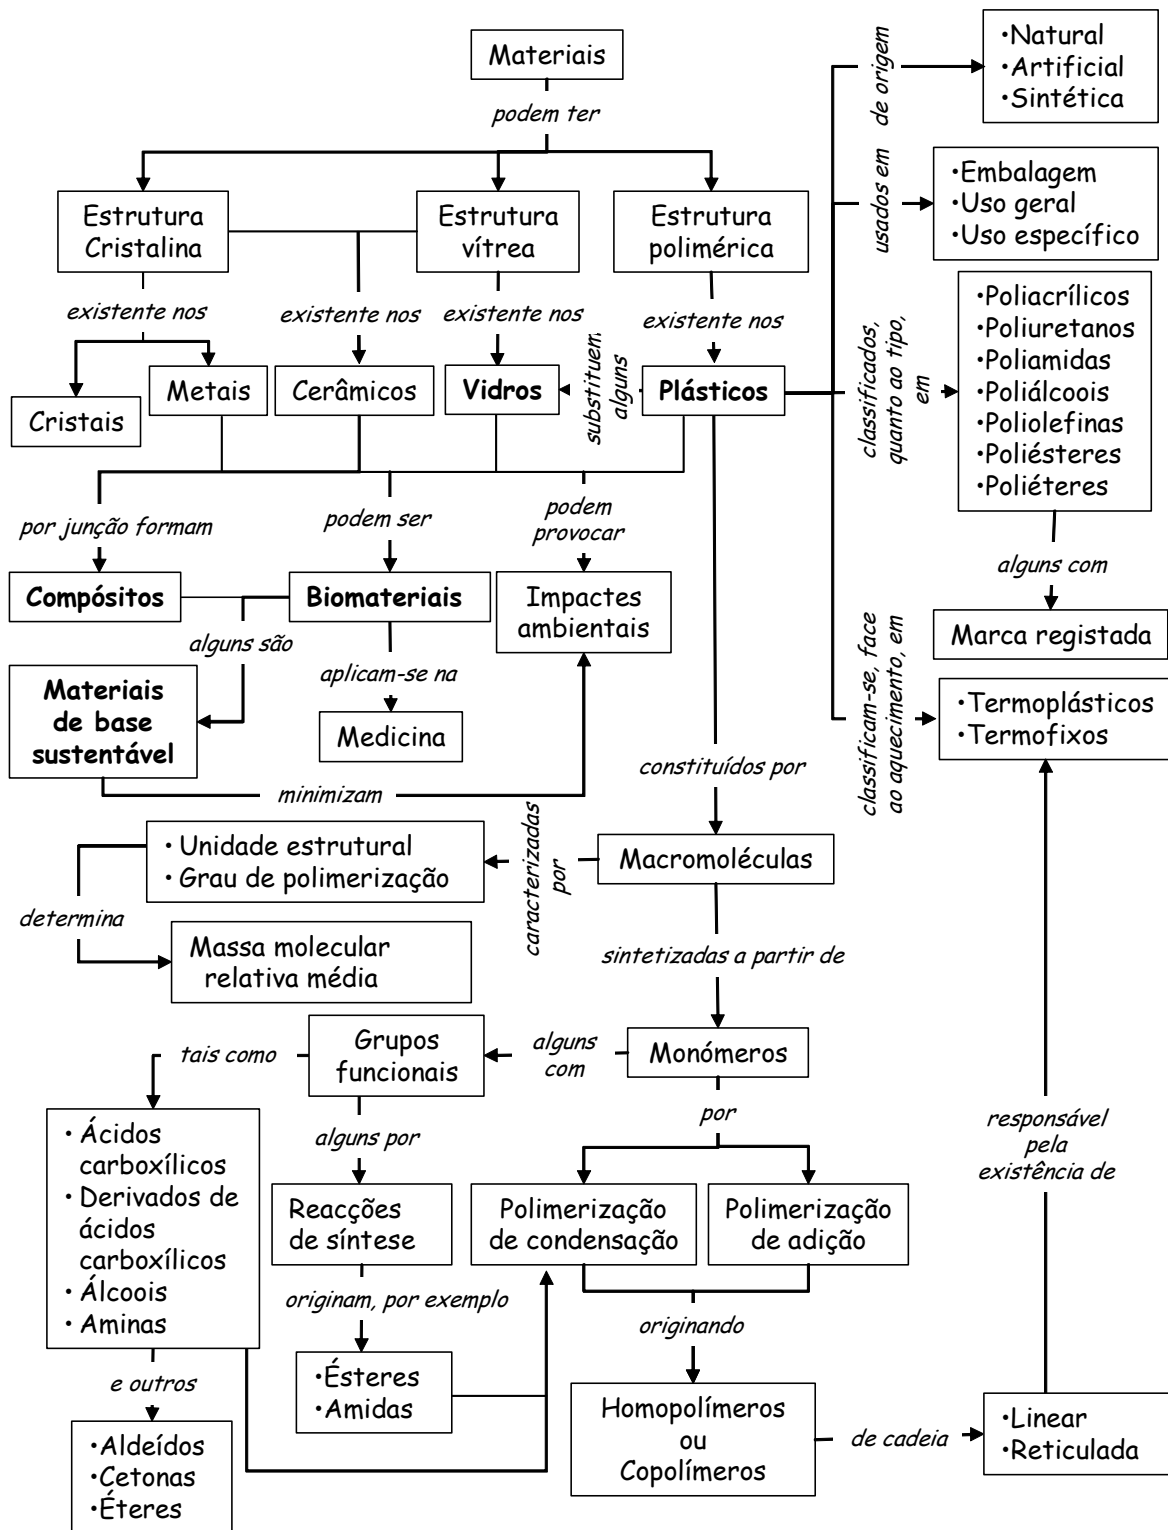 Materiais
podem ter
Estrutura
Cristalina
Estrutura
vítrea
Estrutura
polimérica
existente nos
existente nos
existente nos
existente nos
Cristais
Metais
Cerâmicos
Vidros
substituem,
alguns
Plásticos
de origem
•Natural
•Artificial
•Sintética
usados em
•Embalagem
•Uso geral
•Uso específico
classificados,
quanto ao tipo,
em
•Poliacrílicos
•Poliuretanos
•Poliamidas
•Poliálcoois
•Poliolefinas
•Poliésteres
•Poliéteres
alguns com
Marca registada
classificam-se, face
ao aquecimento, em
•Termoplásticos
•Termofixos
por junção formam
podem ser
podem
provocar
Compósitos
Biomateriais
Impactes
ambientais
alguns são
aplicam-se na
Materiais
de base
sustentável
Medicina
minimizam
constituídos por
Macromoléculas
caracterizadas
por
• Unidade estrutural
• Grau de polimerização
determina
Massa molecular
relativa média
sintetizadas a partir de
Monómeros
alguns
com
Grupos
funcionais
tais como
• Ácidos
carboxílicos
• Derivados de
ácidos
carboxílicos
• Álcoois
• Aminas
e outros
•Aldeídos
•Cetonas
•Éteres
alguns por
Reacções
de síntese
originam, por exemplo
•Ésteres
•Amidas
por
Polimerização
de condensação
Polimerização
de adição
originando
Homopolímeros
ou
Copolímeros
de cadeia
•Linear
•Reticulada
responsável
pela
existência de